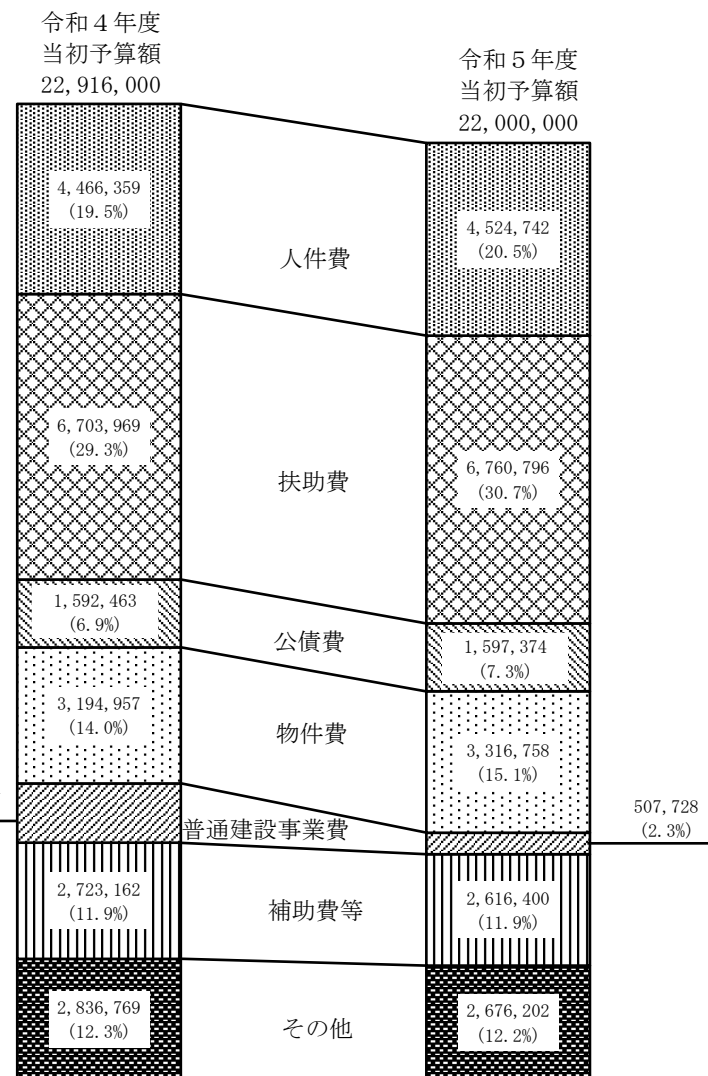 令和４年度
当初予算額
22,916,000
令和５年度
当初予算額
22,000,000
4,466,359
(19.5%)
人件費
4,524,742
(20.5%)
6,703,969
(29.3%)
扶助費
6,760,796
(30.7%)
1,592,463
(6.9%)
公債費
1,597,374
(7.3%)
3,194,957
(14.0%)
物件費
3,316,758
(15.1%)
普通建設事業費
507,728
(2.3%)
2,723,162
(11.9%)
補助費等
2,616,400
(11.9%)
2,836,769
(12.3%)
その他
2,676,202
(12.2%)